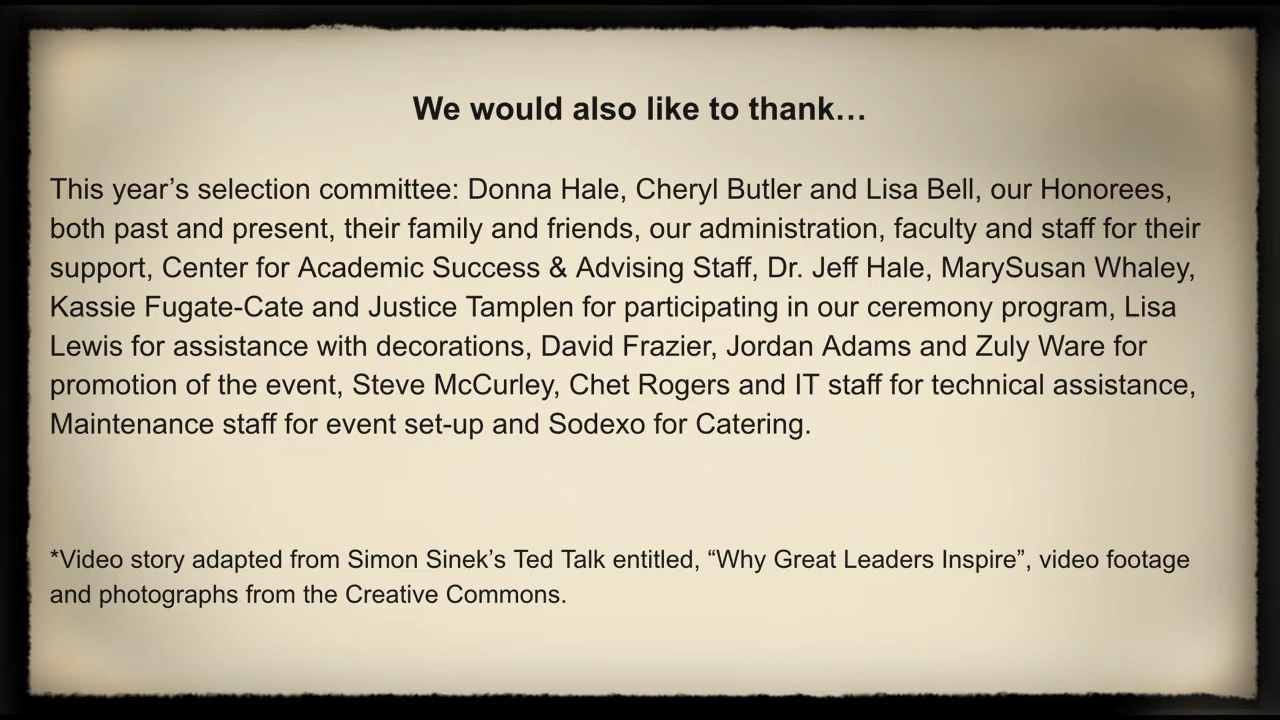 We would also like to thank…
This year’s selection committee: Donna Hale, Cheryl Butler and Lisa Bell, our Honorees,
both past and present, their family and friends, our administration, faculty and staff for their
support, Center for Academic Success & Advising Staff, Dr. Jeff Hale, MarySusan Whaley,
Kassie Fugate-Cate and Justice Tamplen for participating in our ceremony program, Lisa
Lewis for assistance with decorations, David Frazier, Jordan Adams and Zuly Ware for
promotion of the event, Steve McCurley, Chet Rogers and IT staff for technical assistance,
Maintenance staff for event set-up and Sodexo for Catering.
*Video story adapted from Simon Sinek’s Ted Talk entitled, “Why Great Leaders Inspire”, video footage
and photographs from the Creative Commons.